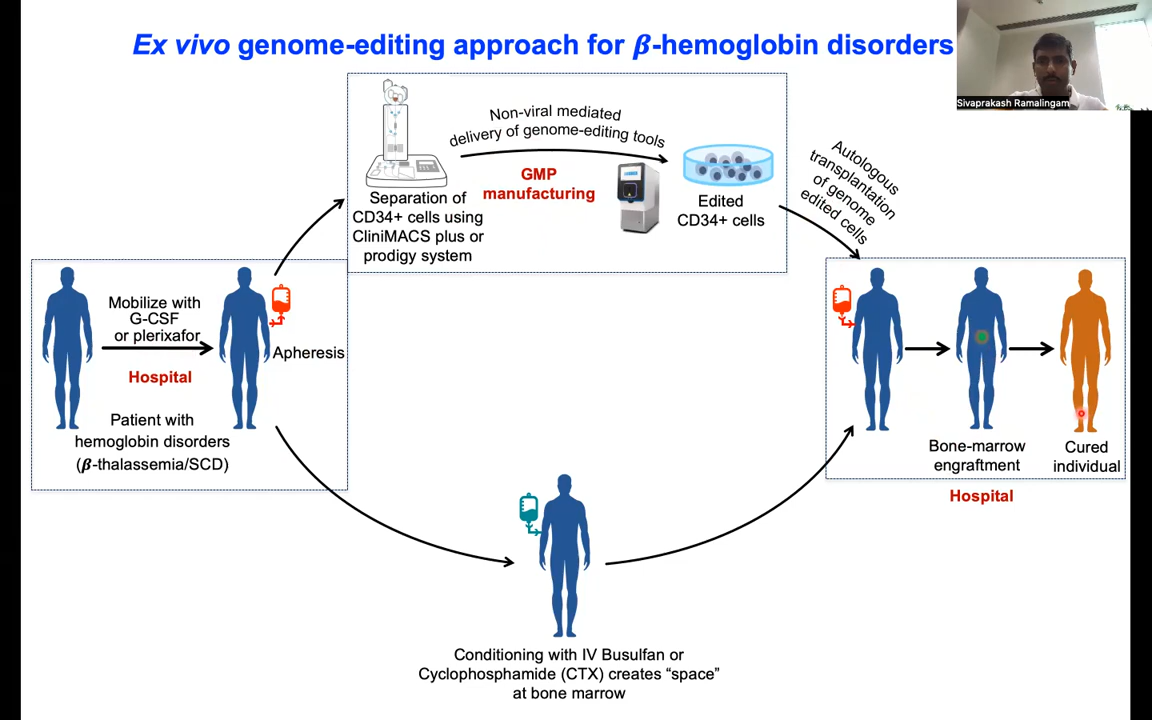 Ex vivo genome-editing approach for β-hemoglobin disorders
Sivaprakash Ramalingam
Non-viral mediated
delivery of genome-editing tools
GMP
manufacturing
Separation of
CD34+ cells using
CliniMACS plus or
prodigy system
Edited
CD34+ cells
Autologous
transplantation
of genome
edited cells
Mobilize with
G-CSF
or plerixafor
Hospital
Apheresis
Patient with
hemoglobin disorders
(β-thalassemia/SCD)
Bone-marrow
engraftment
Cured
individual
Hospital
Conditioning with IV Busulfan or
Cyclophosphamide (CTX) creates “space”
at bone marrow